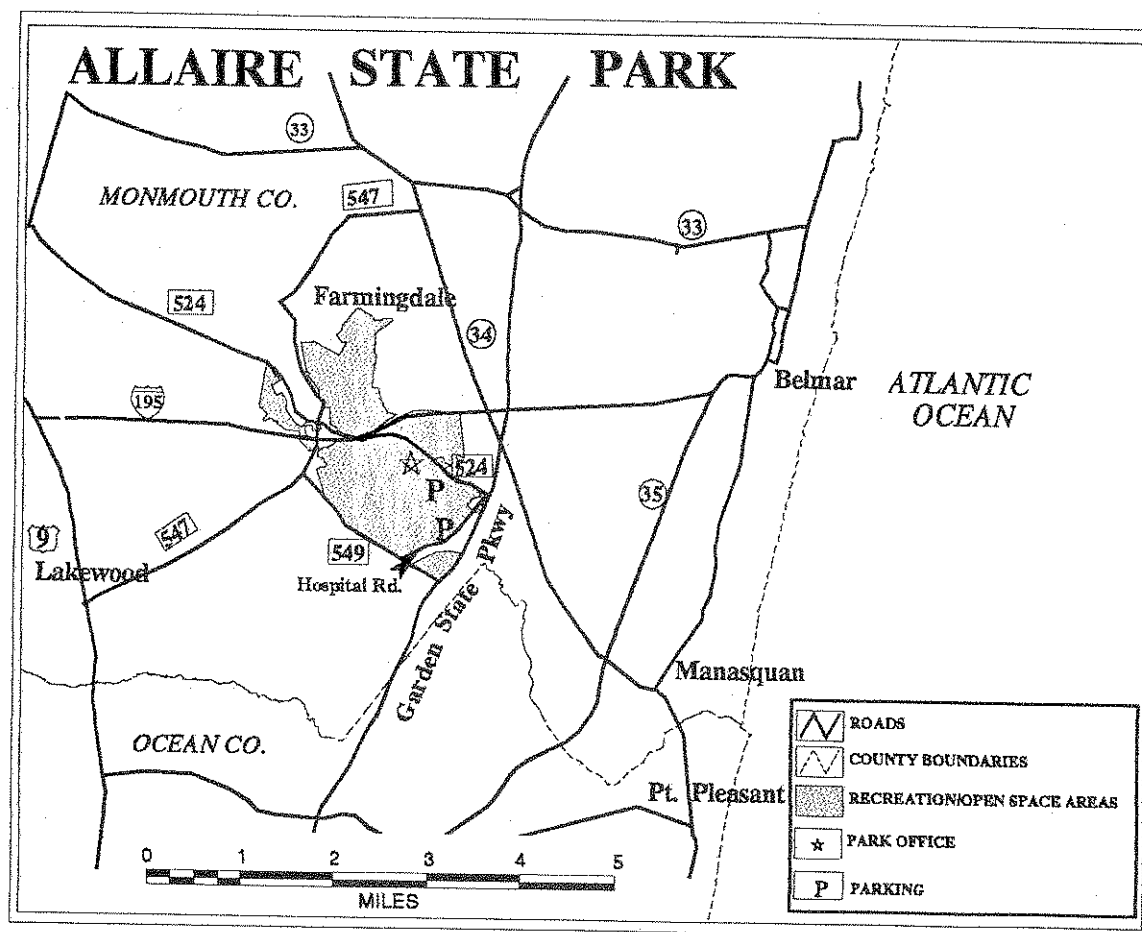 ALLAIRE STATE PARK
33
MONMOUTH CO.
547
33
524
Farmingdale
34
195
Belmar
ATLANTIC
OCEAN
524
P
35
P
9
547
549
Lakewood
Hospital Rd.
Garden State Pkwy
Manasquan
OCEAN CO.
Pt. Pleasant
ROADS
COUNTY BOUNDARIES
RECREATION/OPEN SPACE AREAS
PARK OFFICE
P PARKING
0 1 2 3 4 5
MILES